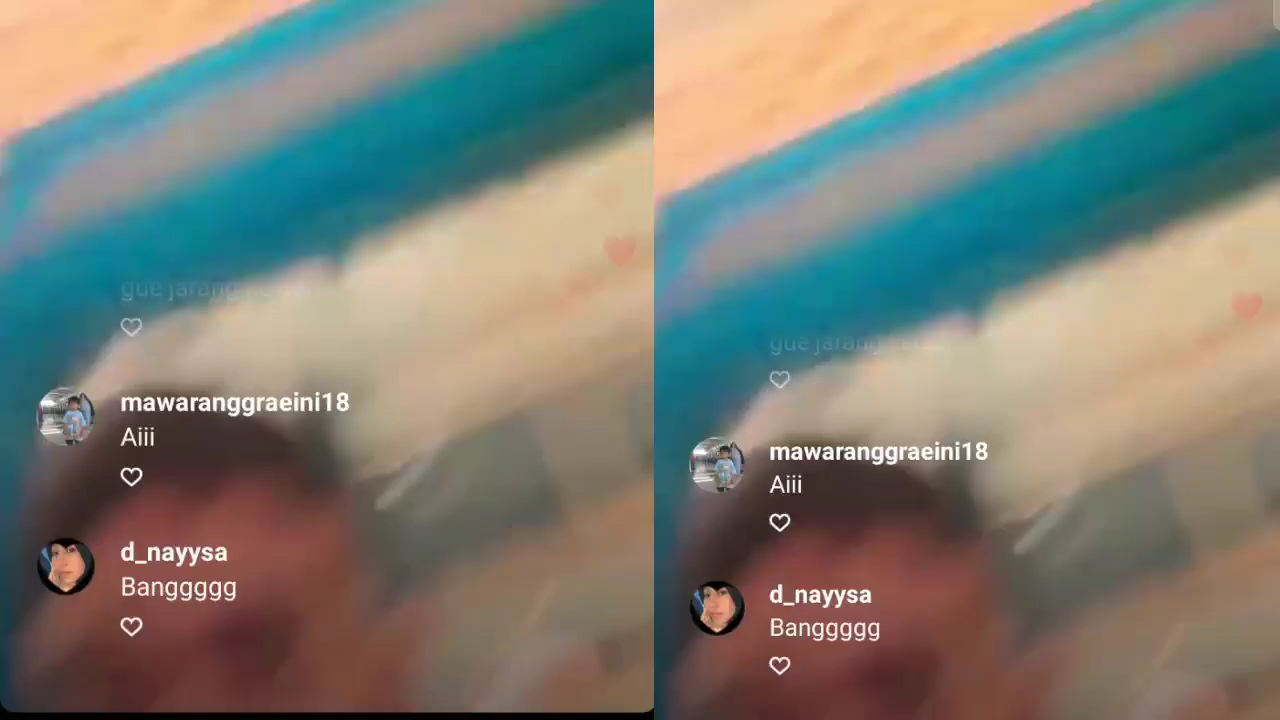 gue jarang
mawaranggraeini18
Aiii
d_nayysa
Banggggg
gue jarang
mawaranggraeini18
Aiii
d_nayysa
Banggggg